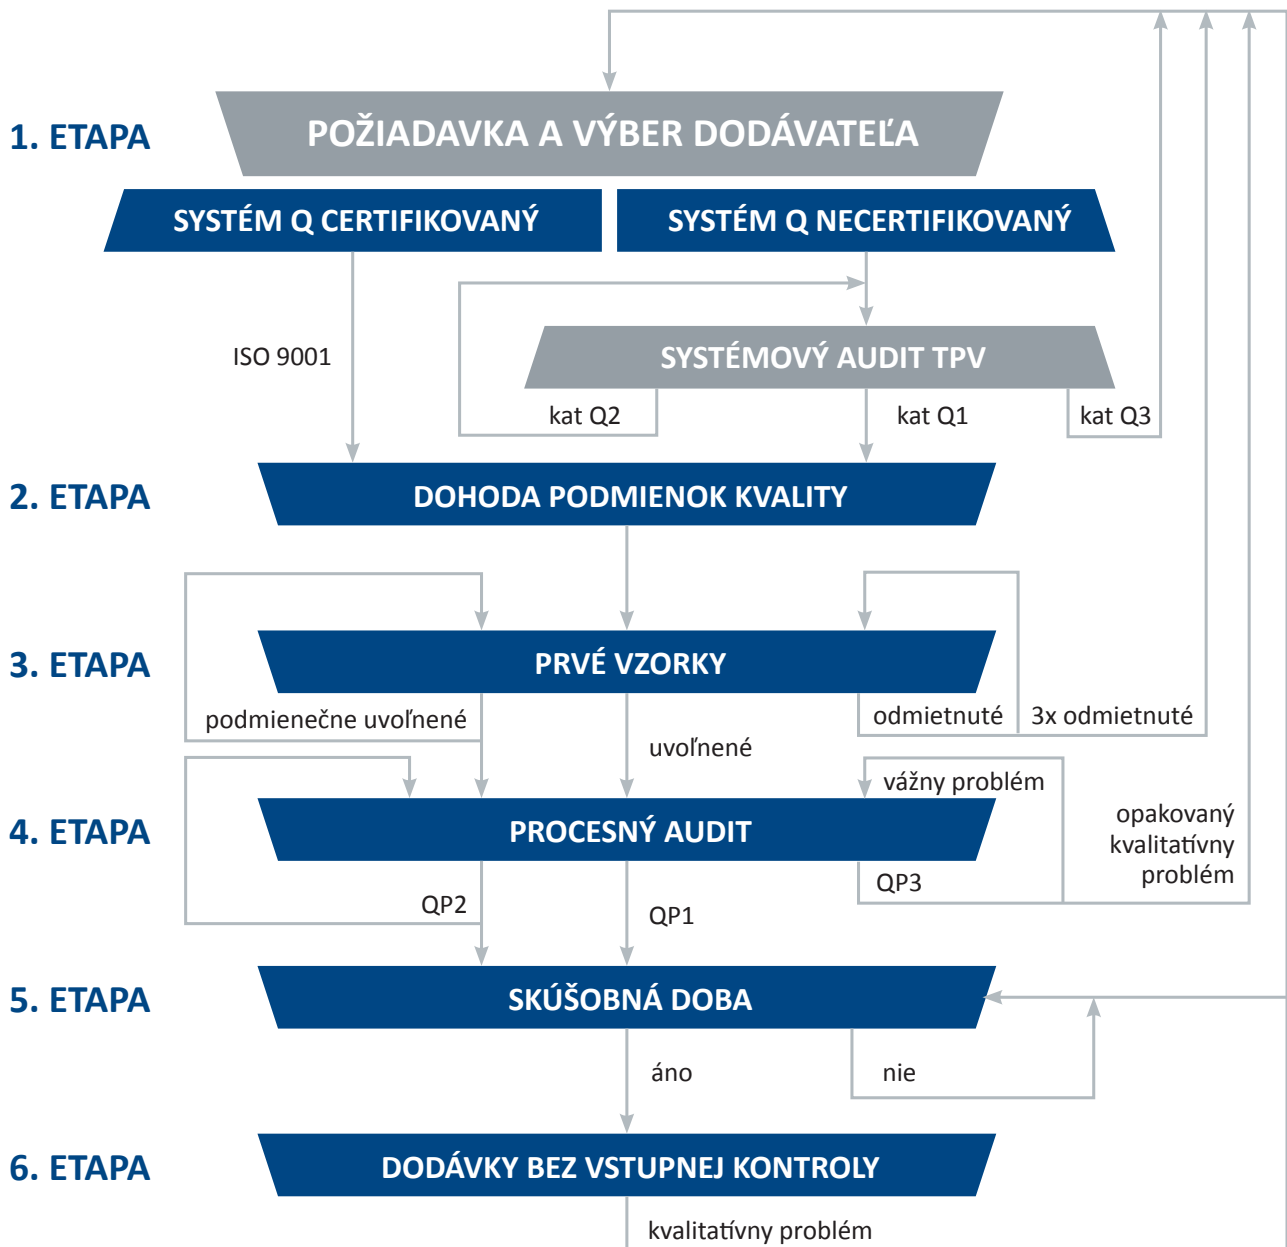 1. ETAPA
POŽIADAVKA A VÝBER DODÁVATEĽA
SYSTÉM Q CERTIFIKOVANÝ
SYSTÉM Q NECERTIFIKOVANÝ
ISO 9001
SYSTÉMOVÝ AUDIT TPV
kat Q2
kat Q1
kat Q3
2. ETAPA
DOHODA PODMIENOK KVALITY
3. ETAPA
PRVÉ VZORKY
podmienečne uvoľnené
uvoľnené
odmietnuté
3x odmietnuté
vážny problém
4. ETAPA
PROCESNÝ AUDIT
opakovaný
kvalitatívny
problém
QP2
QP1
QP3
5. ETAPA
SKÚŠOBNÁ DOBA
áno
nie
6. ETAPA
DODÁVKY BEZ VSTUPNEJ KONTROLY
kvalitatívny problém